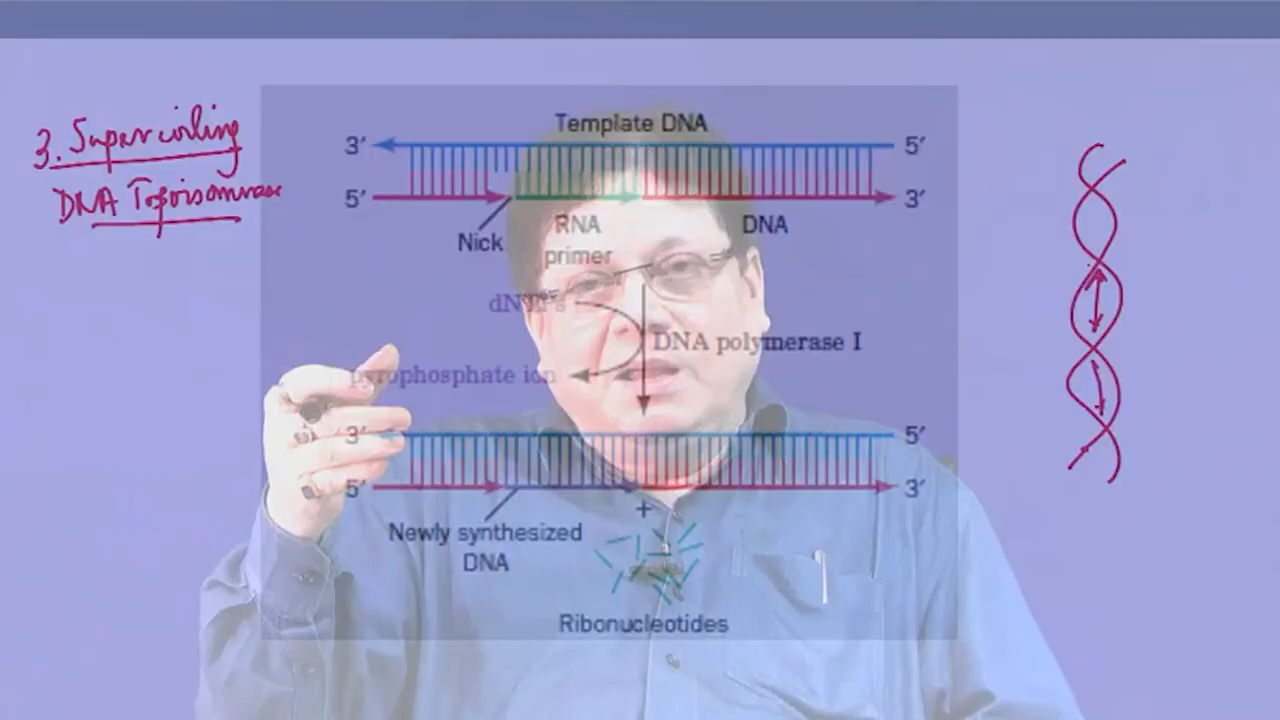 3. Supercoiling
DNA Topoisomerase
Template DNA
3′ 5′
5′ 3′
Nick
RNA
primer
DNA
dNTPs
DNA polymerase I
pyrophosphate ion
3′ 5′
5′ 3′
+
Newly synthesized
DNA
Ribonucleotides